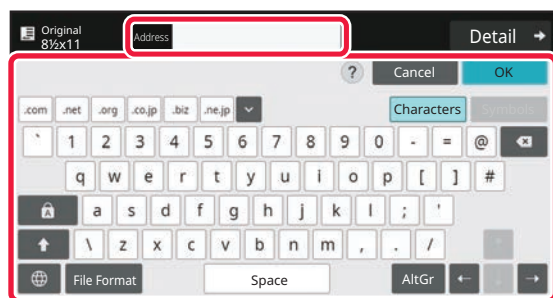 Original
8½x11
Address
Detail
? Cancel OK
.com .net .org .co.jp .biz .ne.jp Characters Symbols
` 1 2 3 4 5 6 7 8 9 0 - = @
q w e r t y u i o p [ ] #
A a s d f g h j k l ; '
\ z x c v b n m , . /
File Format Space AltGr